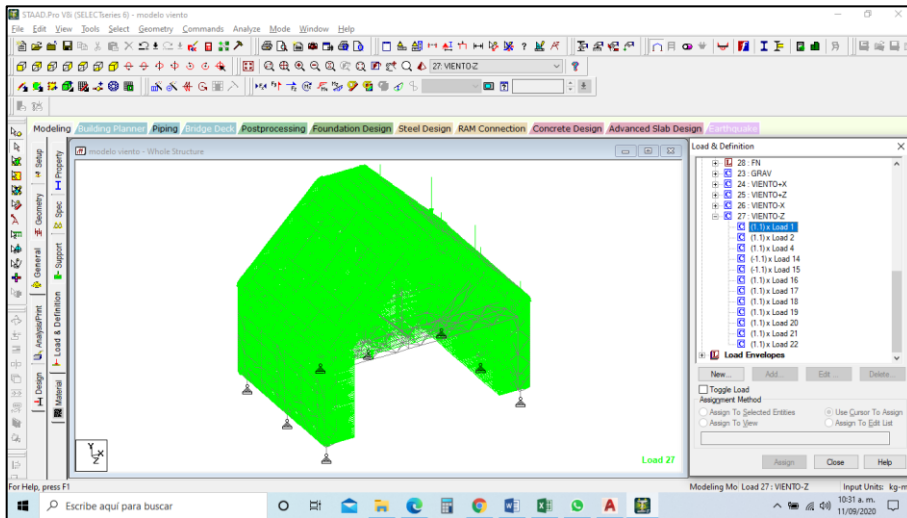 STAAD.Pro V8i (SELECTseries 6) - modelo viento
File Edit View Tools Select Geometry Commands Analyze Mode Window Help
27: VIENTO-Z
Modeling Building Planner Piping Bridge Deck Postprocessing Foundation Design Steel Design RAM Connection Concrete Design Advanced Slab Design Earthquake
Setup
Geometry
General
Analysis/Print
Design
Property
Spec
Support
Load & Definition
Material
modelo viento - Whole Structure
Y
X
Z
Load 27
Load & Definition
28 : FN
23 : GRAV
24 : VIENTO+X
25 : VIENTO+Z
26 : VIENTO-X
27 : VIENTO-Z
(1.1) x Load 1
(1.1) x Load 2
(1.1) x Load 4
(-1.1) x Load 14
(-1.1) x Load 15
(1.1) x Load 16
(1.1) x Load 17
(1.1) x Load 18
(1.1) x Load 19
(1.1) x Load 20
(1.1) x Load 21
(1.1) x Load 22
Load Envelopes
New... Add... Edit... Delete...
Toggle Load
Assignment Method
Assign To Selected Entities Use Cursor To Assign
Assign To View Assign To Edit List
Assign Close Help
For Help, press F1 Modeling Mo Load 27 : VIENTO-Z Input Units: kg-m
Escribe aquí para buscar
10:31 a. m.
11/09/2020